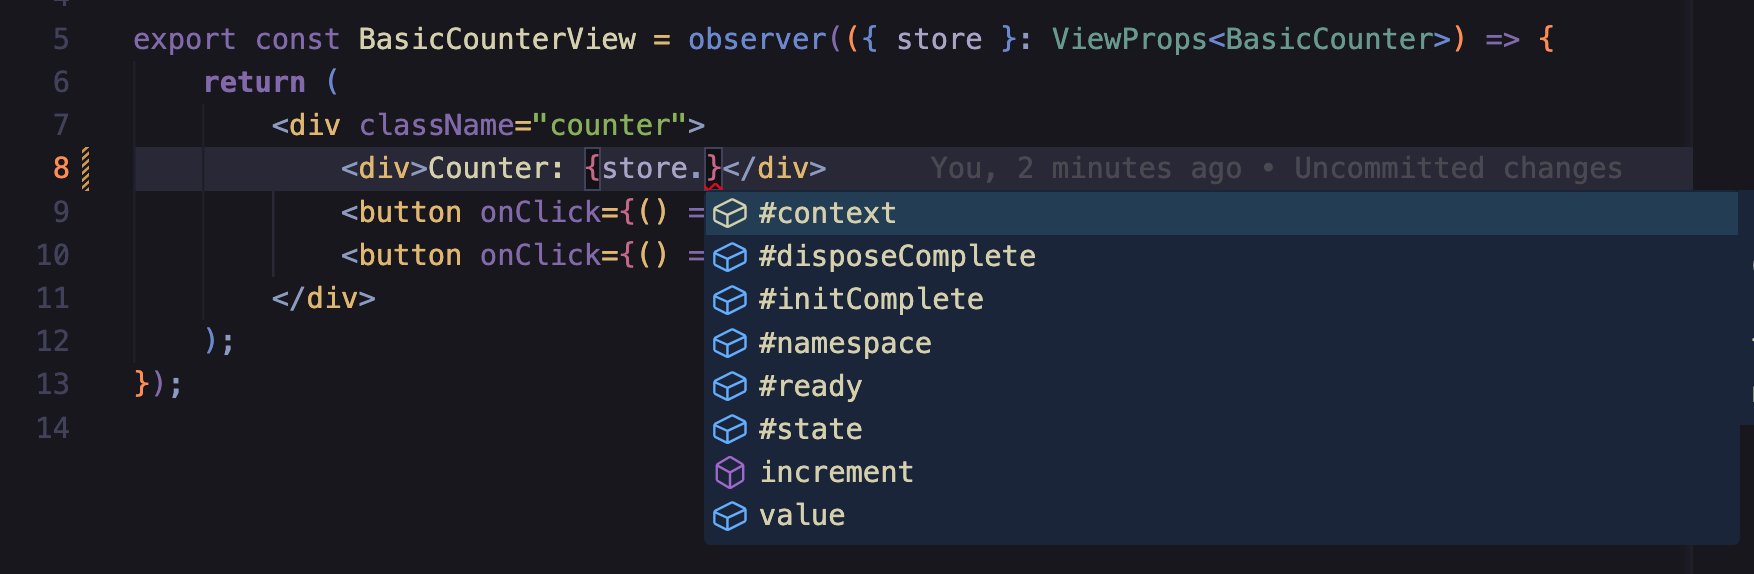 5 export const BasicCounterView = observer(({ store }: ViewProps<BasicCounter>) => {
6 return (
7 <div className="counter">
8 <div>Counter: {store.}</div> You, 2 minutes ago • Uncommitted changes
9 <button onClick={() =
10 <button onClick={() =
11 </div>
12 );
13 });
14
#context
#disposeComplete
#initComplete
#namespace
#ready
#state
increment
value